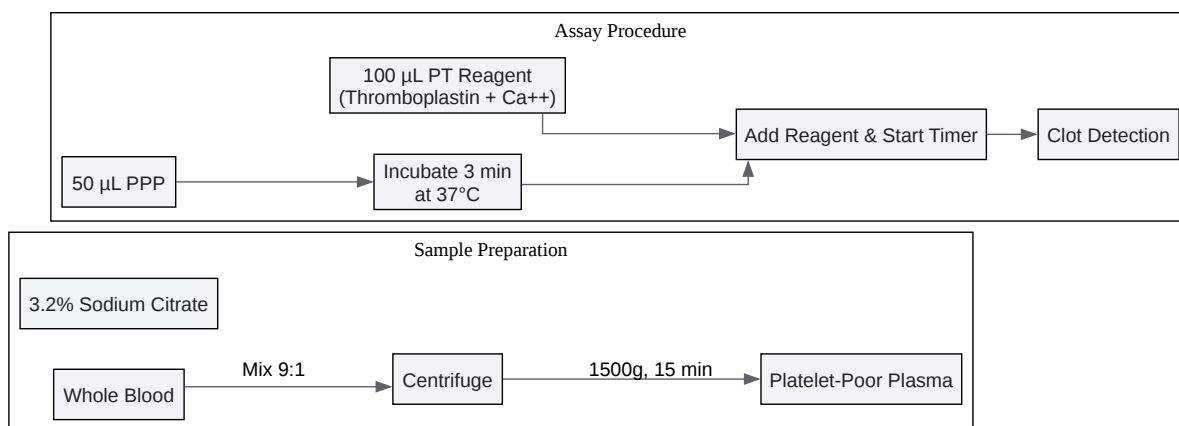 Assay Procedure
100 µL PT Reagent
(Thromboplastin + Ca++)
Add Reagent & Start Timer
Clot Detection
50 µL PPP
Incubate 3 min
at 37°C
Sample Preparation
3.2% Sodium Citrate
Whole Blood
Mix 9:1
Centrifuge
1500g, 15 min
Platelet-Poor Plasma